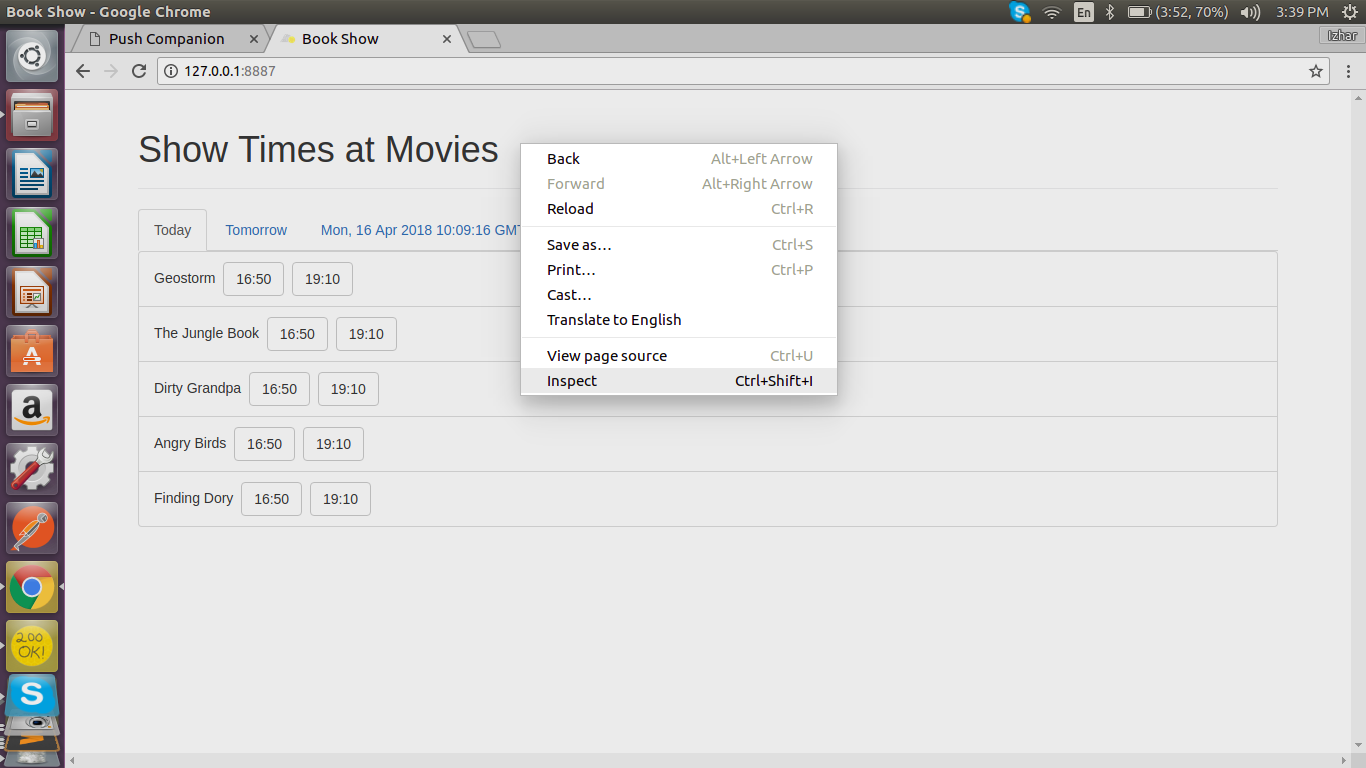 Book Show - Google Chrome
En
(3:52, 70%)
3:39 PM
Push Companion
Book Show
Izhar
127.0.0.1:8887
Show Times at Movies
Today
Tomorrow
Mon, 16 Apr 2018 10:09:16 GMT
Geostorm 16:50 19:10
The Jungle Book 16:50 19:10
Dirty Grandpa 16:50 19:10
Angry Birds 16:50 19:10
Finding Dory 16:50 19:10
Back Alt+Left Arrow
Forward Alt+Right Arrow
Reload Ctrl+R
Save as… Ctrl+S
Print… Ctrl+P
Cast…
Translate to English
View page source Ctrl+U
Inspect Ctrl+Shift+I
a
200
OK!
S